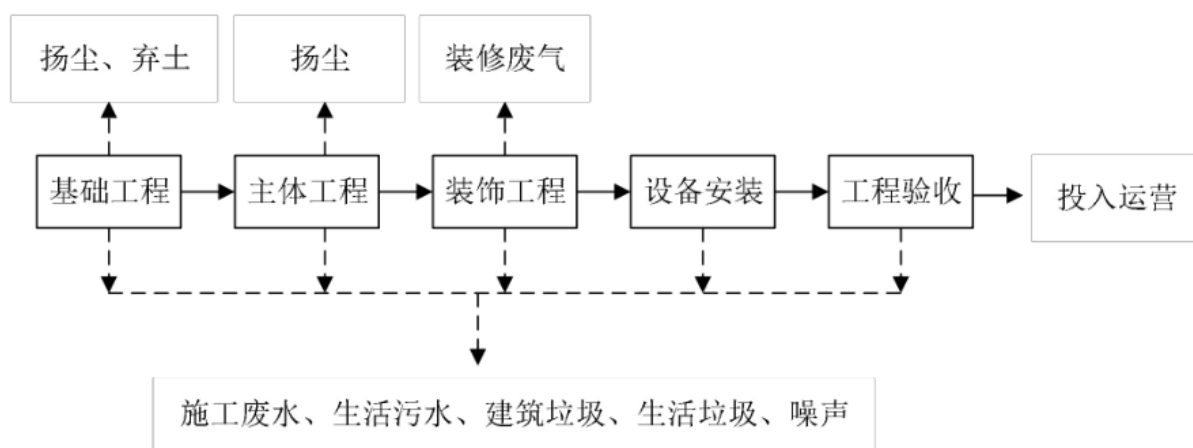 扬尘、弃土
扬尘
装修废气
基础工程
主体工程
装饰工程
设备安装
工程验收
投入运营
施工废水、生活污水、建筑垃圾、生活垃圾、噪声